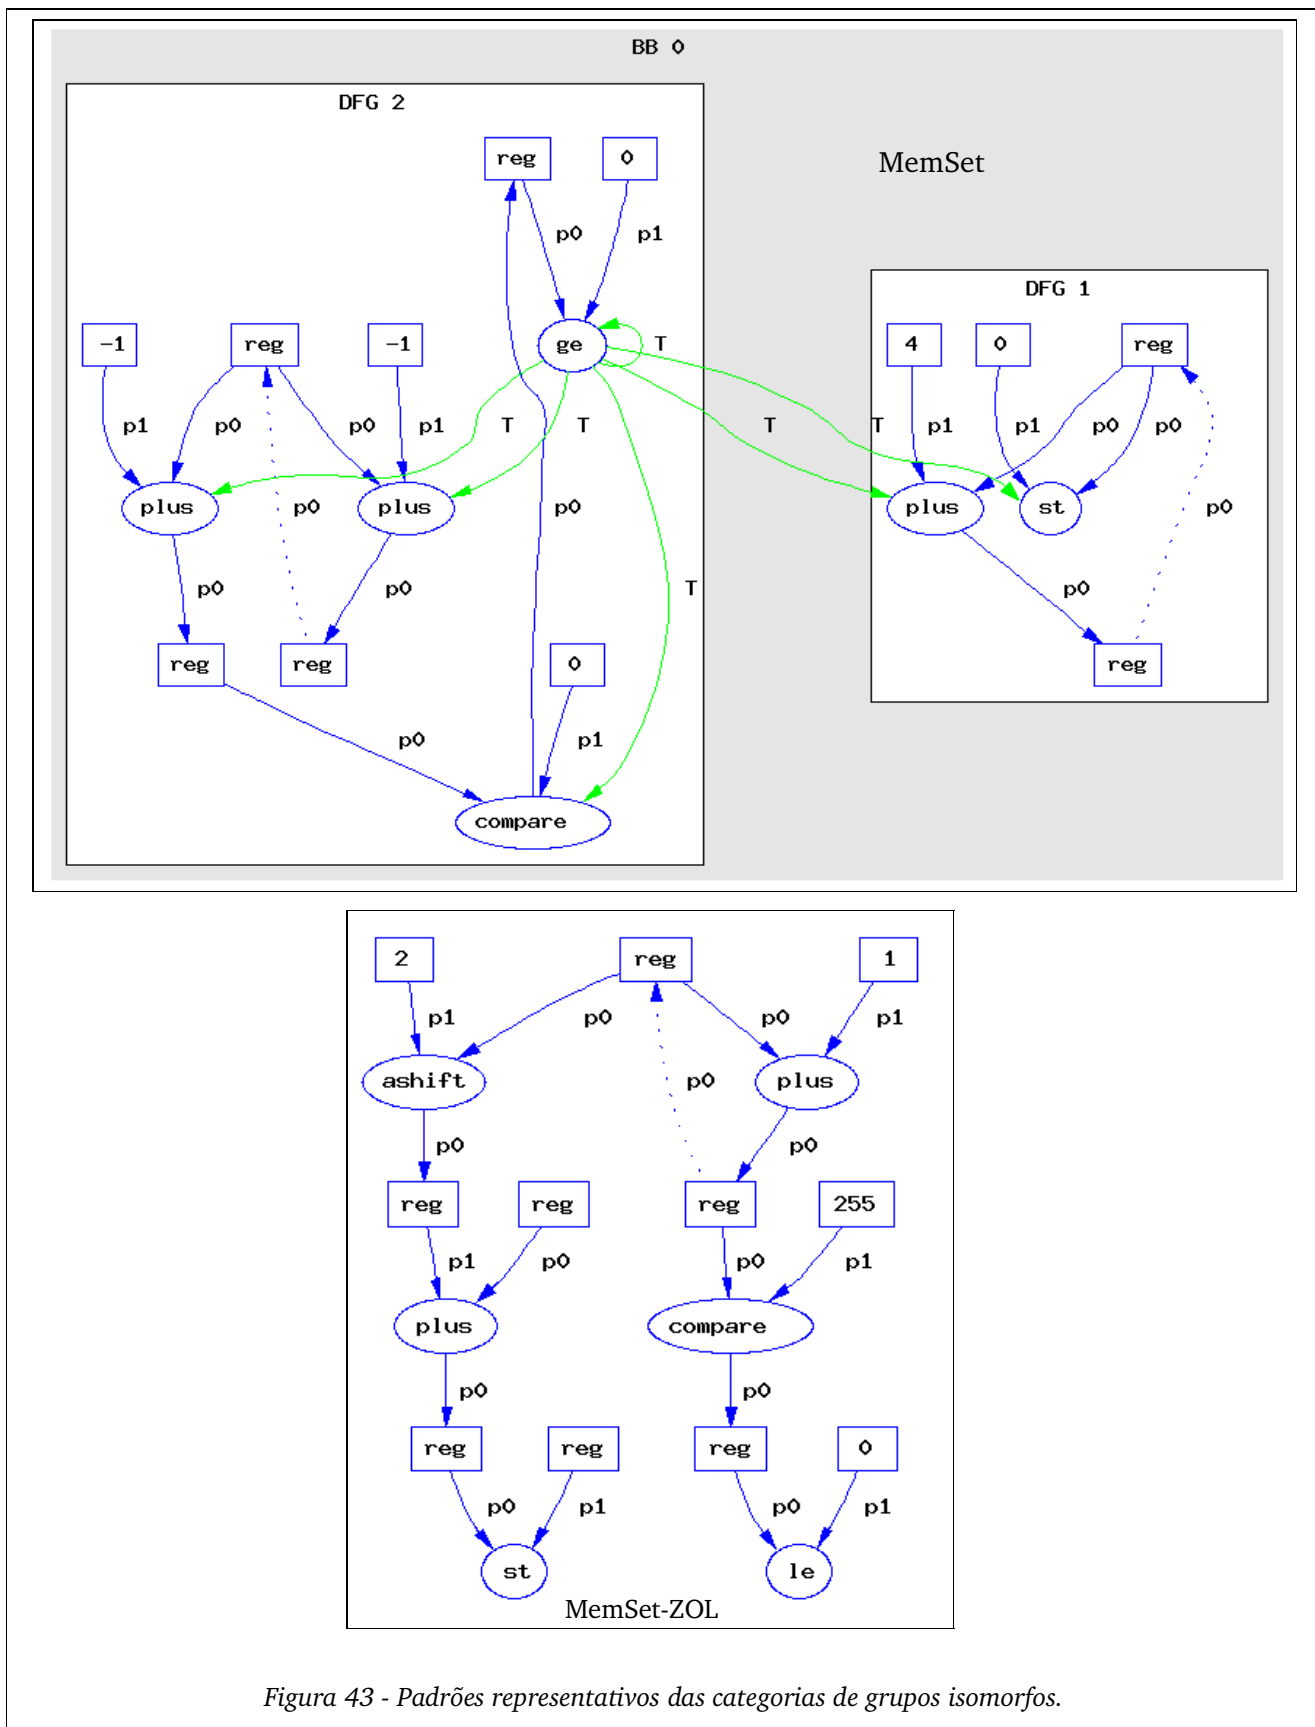 BB 0
DFG 2
reg 0
MemSet
p0 p1
DFG 1
-1 reg -1 ge T 4 0 reg
p1 p0 p0 p1 T T T T p1 p1 p0 p0
plus plus p0 p0 plus st p0
p0 p0 T p0
reg reg 0 reg
p0 p1
compare
2 reg 1
p1 p0 p0 p1
ashift p0 plus
p0 p0
reg reg reg 255
p1 p0 p0 p1
plus compare
p0 p0
reg reg reg 0
p0 p1 p0 p1
st le
MemSet-ZOL
Figura 43 - Padrões representativos das categorias de grupos isomorfos.